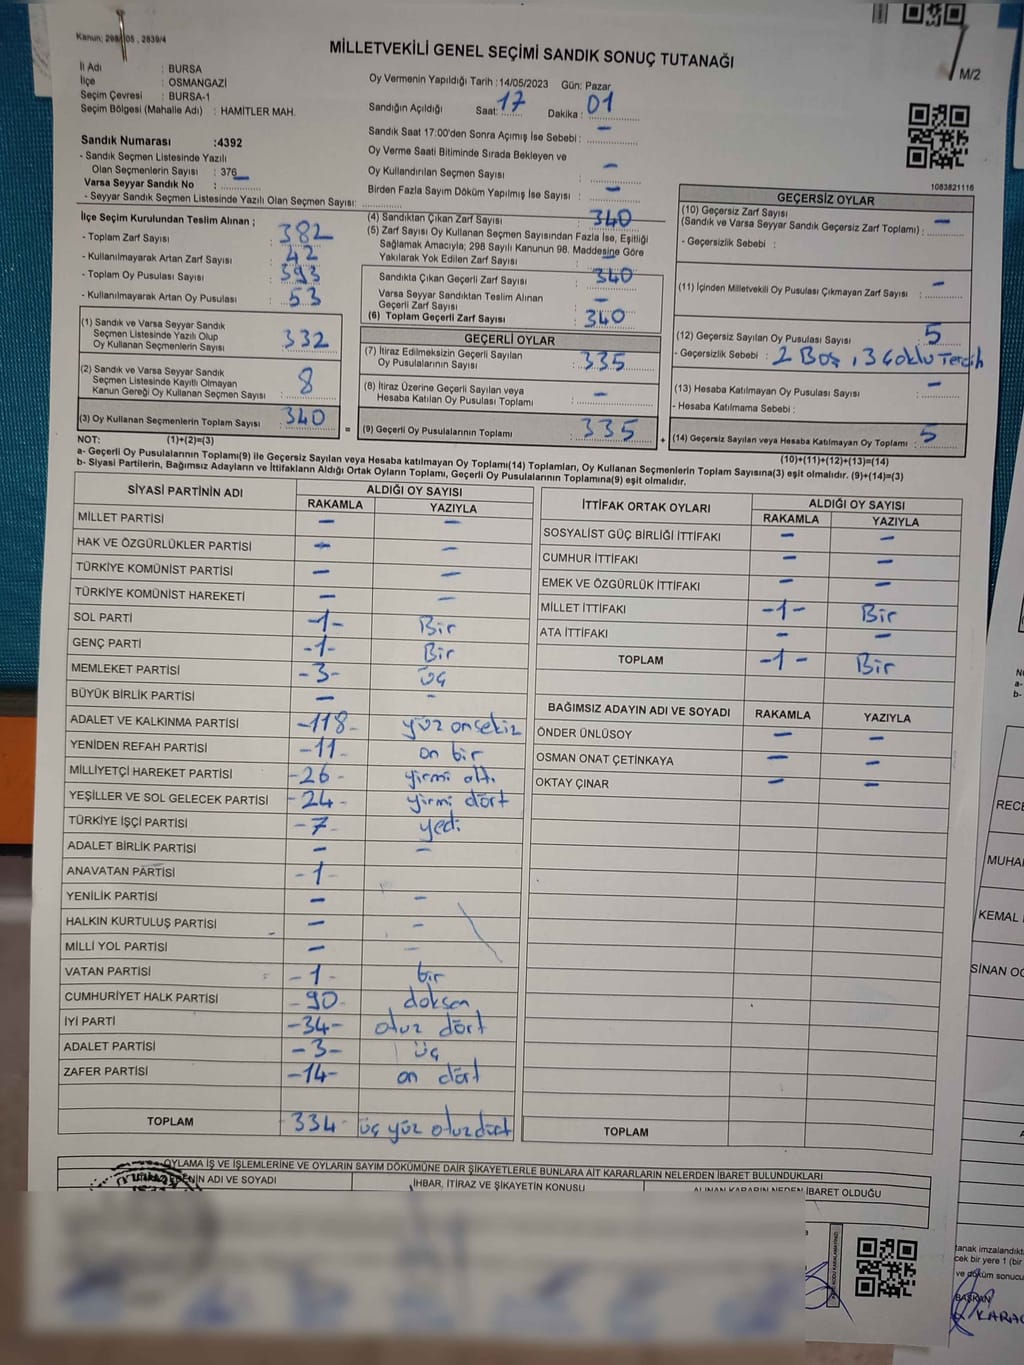 Kanun: 298/105 , 2839/4
MİLLETVEKİLİ GENEL SEÇİMİ SANDIK SONUÇ TUTANAĞI
M/2
İl Adı : BURSA
İlçe : OSMANGAZİ
Seçim Çevresi : BURSA-1
Seçim Bölgesi (Mahalle Adı) : HAMİTLER MAH.
Oy Vermenin Yapıldığı Tarih :14/05/2023 Gün: Pazar
Sandığın Açıldığı Saat: 17 Dakika : 01
Sandık Saat 17:00'den Sonra Açımış İse Sebebi : –
Oy Verme Saati Bitiminde Sırada Bekleyen ve
Oy Kullandırılan Seçmen Sayısı –
Birden Fazla Sayım Döküm Yapılmış İse Sayısı –
Sandık Numarası :4392
- Sandık Seçmen Listesinde Yazılı
Olan Seçmenlerin Sayısı : 376
Varsa Seyyar Sandık No :
- Seyyar Sandık Seçmen Listesinde Yazılı Olan Seçmen Sayısı:
1083821116
İlçe Seçim Kurulundan Teslim Alınan ;
- Toplam Zarf Sayısı : 382
- Kullanılmayarak Artan Zarf Sayısı : 42
- Toplam Oy Pusulası Sayısı : 393
- Kullanılmayarak Artan Oy Pusulası : 53
(1) Sandık ve Varsa Seyyar Sandık
Seçmen Listesinde Yazılı Olup
Oy Kullanan Seçmenlerin Sayısı : 332
(2) Sandık ve Varsa Seyyar Sandık
Seçmen Listesinde Kayıtlı Olmayan
Kanun Gereği Oy Kullanan Seçmen Sayısı : 8
(3) Oy Kullanan Seçmenlerin Toplam Sayısı : 340
(4) Sandıktan Çıkan Zarf Sayısı : 340
(5) Zarf Sayısı Oy Kullanan Seçmen Sayısından Fazla İse, Eşitliği
Sağlamak Amacıyla; 298 Sayılı Kanunun 98. Maddesine Göre
Yakılarak Yok Edilen Zarf Sayısı : –
Sandıkta Çıkan Geçerli Zarf Sayısı : 340
Varsa Seyyar Sandıktan Teslim Alınan
Geçerli Zarf Sayısı : –
(6) Toplam Geçerli Zarf Sayısı : 340
GEÇERLİ OYLAR
(7) İtiraz Edilmeksizin Geçerli Sayılan
Oy Pusulalarının Sayısı : 335
(8) İtiraz Üzerine Geçerli Sayılan veya
Hesaba Katılan Oy Pusulası Toplamı : –
= (9) Geçerli Oy Pusulalarının Toplamı : 335 +
GEÇERSİZ OYLAR
(10) Geçersiz Zarf Sayısı
(Sandık ve Varsa Seyyar Sandık Geçersiz Zarf Toplamı) : –
- Geçersizlik Sebebi :
(11) İçinden Milletvekili Oy Pusulası Çıkmayan Zarf Sayısı : –
(12) Geçersiz Sayılan Oy Pusulası Sayısı : 5
- Geçersizlik Sebebi : 2 Boş , 3 Çoklu Tercih
(13) Hesaba Katılmayan Oy Pusulası Sayısı : –
- Hesaba Katılmama Sebebi :
(14) Geçersiz Sayılan veya Hesaba Katılmayan Oy Toplamı : 5
NOT: (1)+(2)=(3)
(10)+(11)+(12)+(13)=(14)
a- Geçerli Oy Pusulalarının Toplamı(9) ile Geçersiz Sayılan veya Hesaba katılmayan Oy Toplamı(14) Toplamları, Oy Kullanan Seçmenlerin Toplam Sayısına(3) eşit olmalıdır. (9)+(14)=(3)
b- Siyasi Partilerin, Bağımsız Adayların ve İttifakların Aldığı Ortak Oyların Toplamı, Geçerli Oy Pusulalarının Toplamına(9) eşit olmalıdır.
SİYASİ PARTİNİN ADI ALDIĞI OY SAYISI
RAKAMLA YAZIYLA
MİLLET PARTİSİ – –
HAK VE ÖZGÜRLÜKLER PARTİSİ – –
TÜRKİYE KOMÜNİST PARTİSİ – –
TÜRKİYE KOMÜNİST HAREKETİ – –
SOL PARTİ -1- Bir
GENÇ PARTİ -1- Bir
MEMLEKET PARTİSİ -3- üç
BÜYÜK BİRLİK PARTİSİ – –
ADALET VE KALKINMA PARTİSİ -118- yüz onsekiz
YENİDEN REFAH PARTİSİ -11- on bir
MİLLİYETÇİ HAREKET PARTİSİ -26- yirmi altı
YEŞİLLER VE SOL GELECEK PARTİSİ -24- yirmi dört
TÜRKİYE İŞÇİ PARTİSİ -7- yedi
ADALET BİRLİK PARTİSİ – –
ANAVATAN PARTİSİ -1-
YENİLİK PARTİSİ – –
HALKIN KURTULUŞ PARTİSİ – –
MİLLİ YOL PARTİSİ – –
VATAN PARTİSİ -1- bir
CUMHURİYET HALK PARTİSİ -90- doksan
İYİ PARTİ -34- otuz dört
ADALET PARTİSİ -3- üç
ZAFER PARTİSİ -14- on dört
TOPLAM -334- üç yüz otuzdört
İTTİFAK ORTAK OYLARI ALDIĞI OY SAYISI
RAKAMLA YAZIYLA
SOSYALİST GÜÇ BİRLİĞİ İTTİFAKI – –
CUMHUR İTTİFAKI – –
EMEK VE ÖZGÜRLÜK İTTİFAKI – –
MİLLET İTTİFAKI -1- Bir
ATA İTTİFAKI – –
TOPLAM -1- Bir
BAĞIMSIZ ADAYIN ADI VE SOYADI RAKAMLA YAZIYLA
ÖNDER ÜNLÜSOY – –
OSMAN ONAT ÇETİNKAYA – –
OKTAY ÇINAR – –
TOPLAM
OYLAMA İŞ VE İŞLEMLERİNE VE OYLARIN SAYIM DÖKÜMÜNE DAİR ŞİKAYETLERLE BUNLARA AİT KARARLARIN NELERDEN İBARET BULUNDUKLARI
ADI VE SOYADI İHBAR, İTİRAZ VE ŞİKAYETİN KONUSU ALINAN KARARIN NEDEN İBARET OLDUĞU
RECE
MUHA
KEMAL
SİNAN
tanak imzalandıkt
cek bir yere 1 (bir
ve döküm sonucu
BAŞKAN